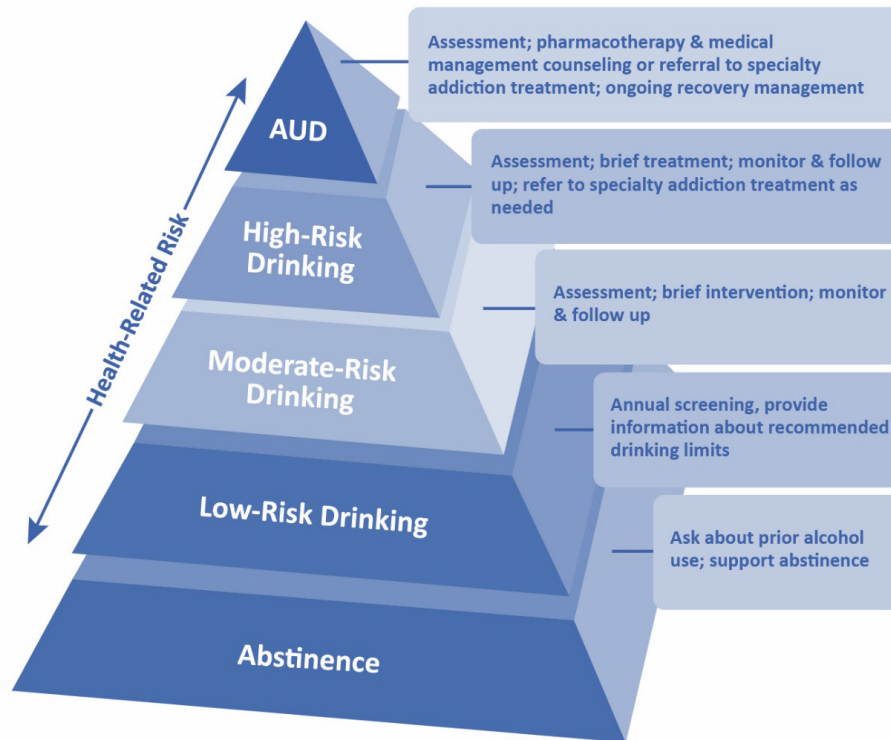 Assessment; pharmacotherapy & medical
management counseling or referral to specialty
addiction treatment; ongoing recovery management
AUD
Assessment; brief treatment; monitor & follow
up; refer to specialty addiction treatment as
needed
High-Risk
Drinking
Health-Related Risk
Assessment; brief intervention; monitor
& follow up
Moderate-Risk
Drinking
Annual screening, provide
information about recommended
drinking limits
Low-Risk Drinking
Ask about prior alcohol
use; support abstinence
Abstinence